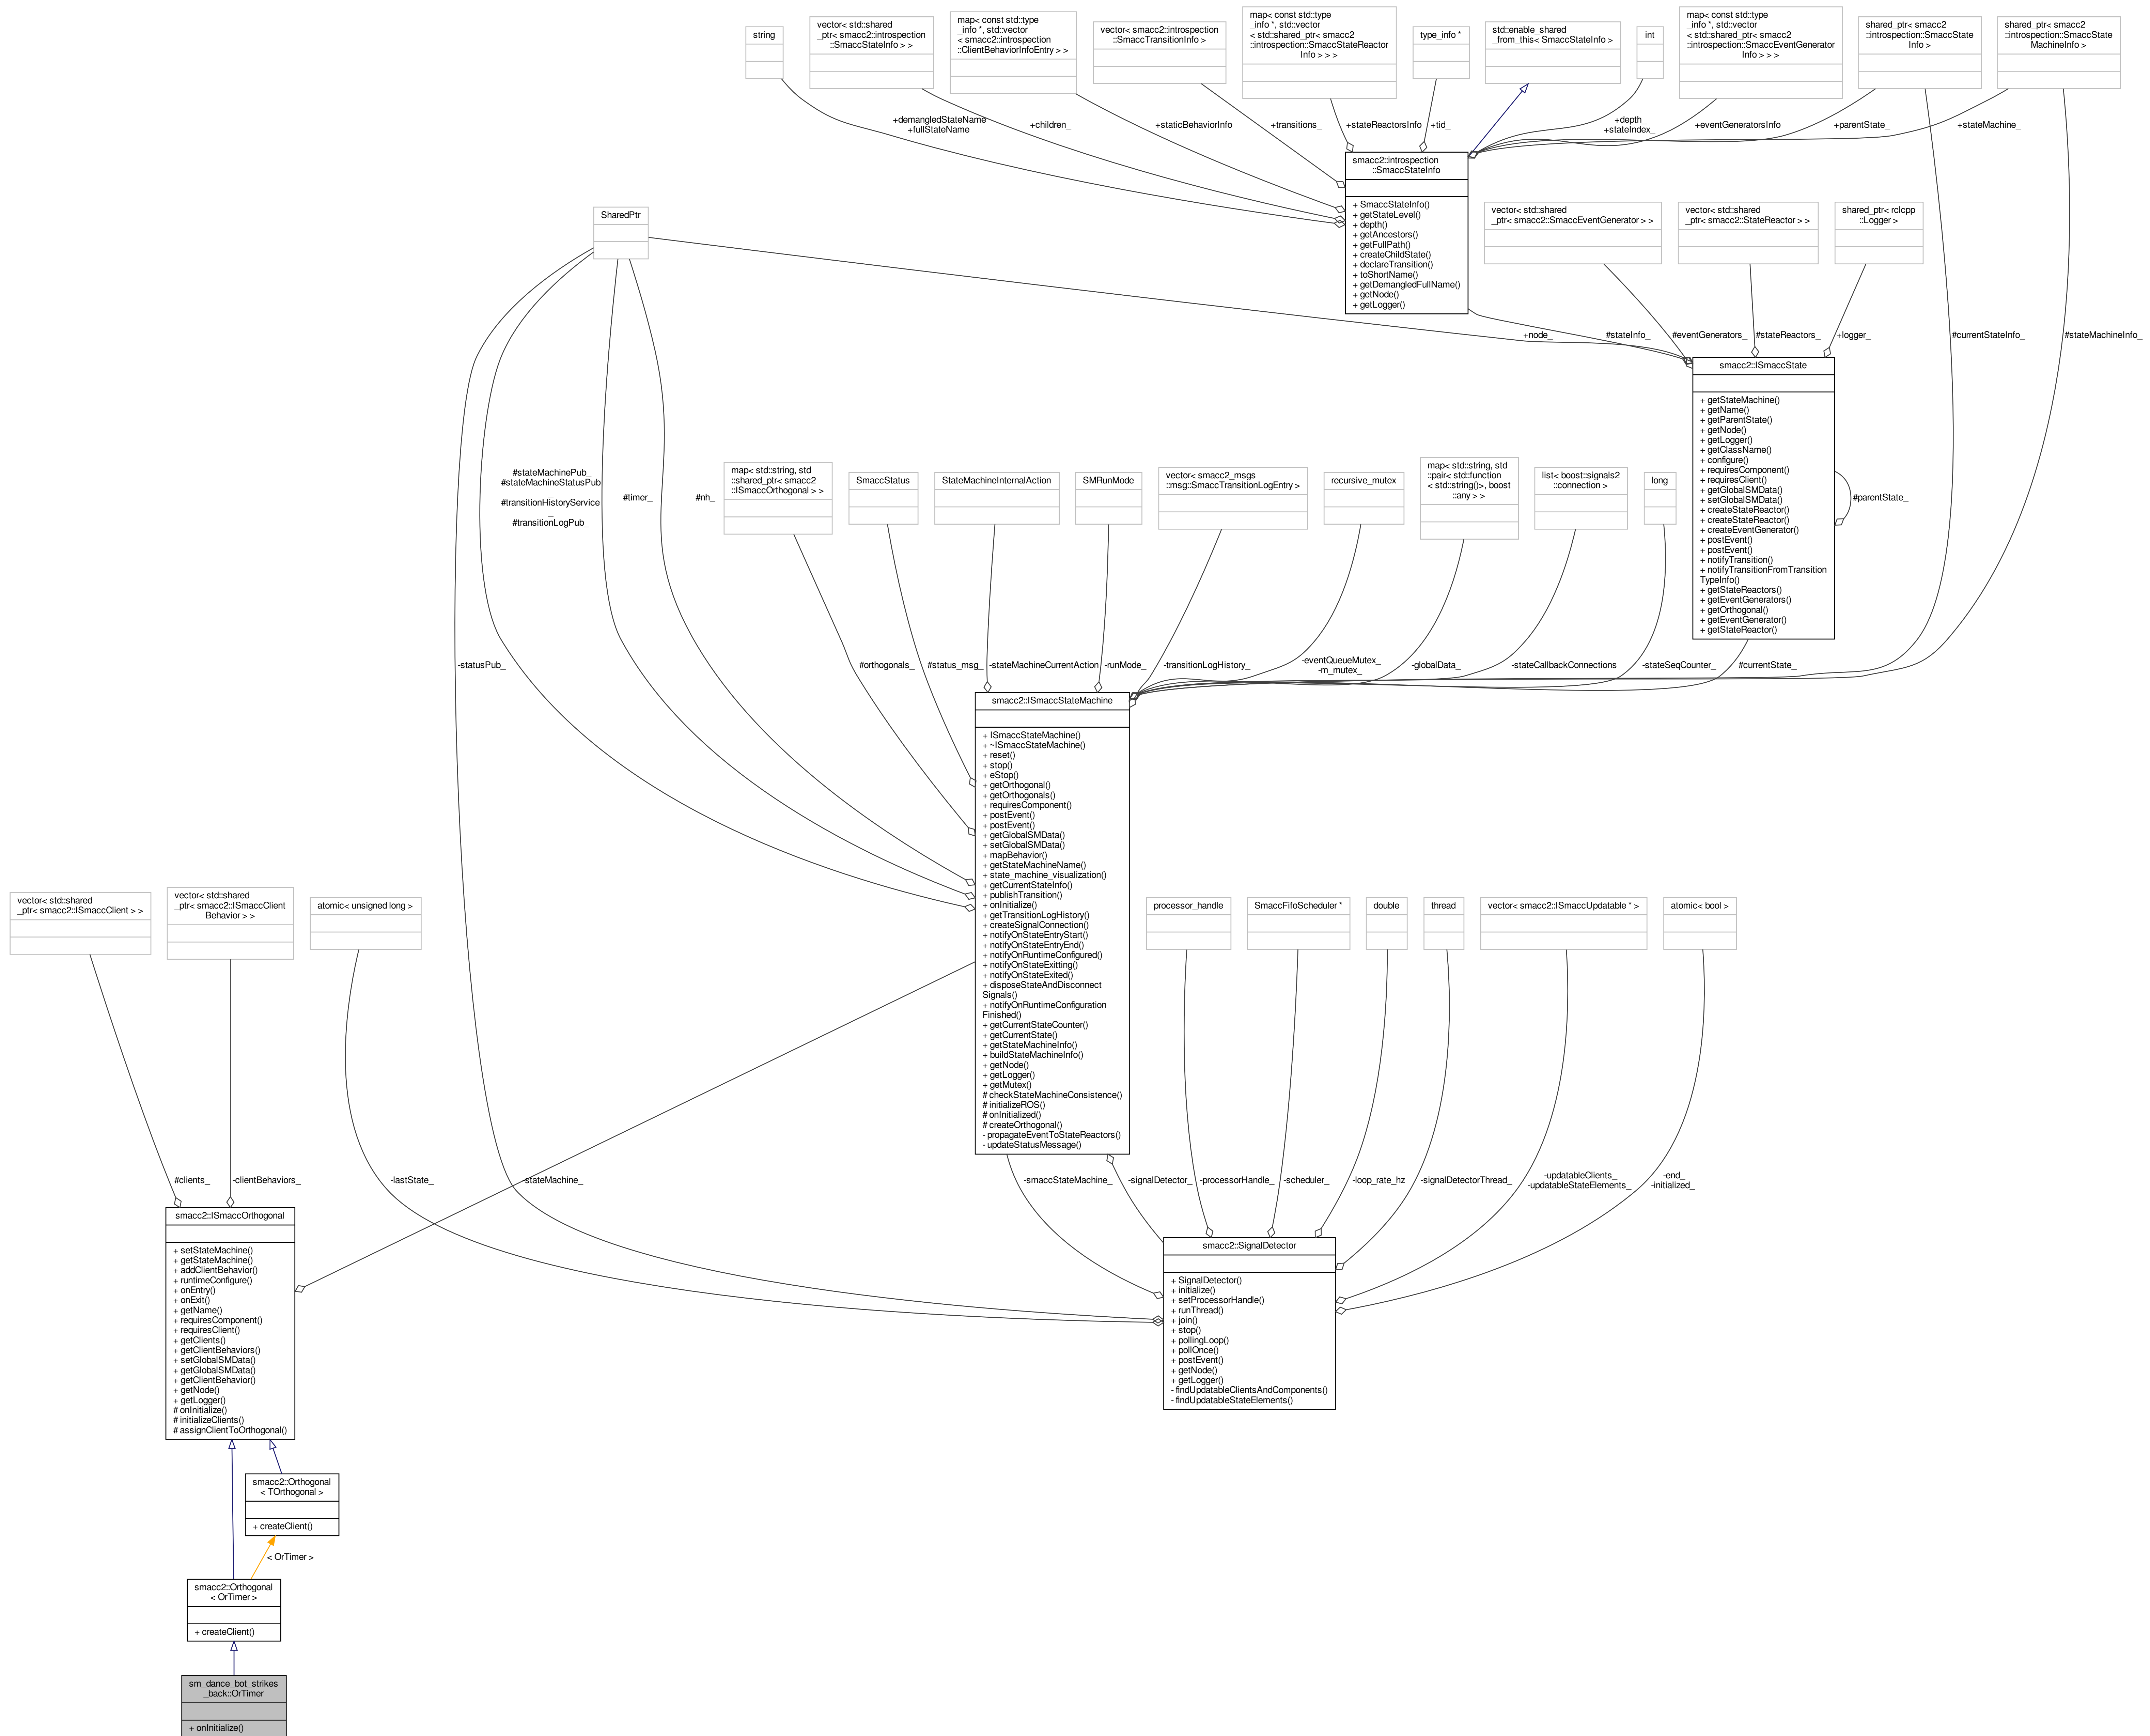 string
vector< std::shared
_ptr< smacc2::introspection
::SmaccStateInfo > >
map< const std::type
_info *, std::vector
< smacc2::introspection
::ClientBehaviorInfoEntry > >
vector< smacc2::introspection
::SmaccTransitionInfo >
map< const std::type
_info *, std::vector
< std::shared_ptr< smacc2
::introspection::SmaccStateReactor
Info > > >
type_info *
std::enable_shared
_from_this< SmaccStateInfo >
int
map< const std::type
_info *, std::vector
< std::shared_ptr< smacc2
::introspection::SmaccEventGenerator
Info > > >
shared_ptr< smacc2
::introspection::SmaccState
Info >
shared_ptr< smacc2
::introspection::SmaccState
MachineInfo >
+demangledStateName
+fullStateName
+children_
+staticBehaviorInfo
+transitions_
+stateReactorsInfo
+tid_
+depth_
+stateIndex_
+eventGeneratorsInfo
+parentState_
+stateMachine_
smacc2::introspection
::SmaccStateInfo
+ SmaccStateInfo()
+ getStateLevel()
+ depth()
+ getAncestors()
+ getFullPath()
+ createChildState()
+ declareTransition()
+ toShortName()
+ getDemangledFullName()
+ getNode()
+ getLogger()
SharedPtr
vector< std::shared
_ptr< smacc2::SmaccEventGenerator > >
vector< std::shared
_ptr< smacc2::StateReactor > >
shared_ptr< rclcpp
::Logger >
+node_
#stateInfo_
#eventGenerators_
#stateReactors_
+logger_
#currentStateInfo_
#stateMachineInfo_
smacc2::ISmaccState
+ getStateMachine()
+ getName()
+ getParentState()
+ getNode()
+ getLogger()
+ getClassName()
+ configure()
+ requiresComponent()
+ requiresClient()
+ getGlobalSMData()
+ setGlobalSMData()
+ createStateReactor()
+ createStateReactor()
+ createEventGenerator()
+ postEvent()
+ postEvent()
+ notifyTransition()
+ notifyTransitionFromTransition
TypeInfo()
+ getStateReactors()
+ getEventGenerators()
+ getOrthogonal()
+ getEventGenerator()
+ getStateReactor()
#parentState_
#stateMachinePub_
#stateMachineStatusPub
_
#transitionHistoryService
_
#transitionLogPub_
#timer_
#nh_
map< std::string, std
::shared_ptr< smacc2
::ISmaccOrthogonal > >
SmaccStatus
StateMachineInternalAction
SMRunMode
vector< smacc2_msgs
::msg::SmaccTransitionLogEntry >
recursive_mutex
map< std::string, std
::pair< std::function
< std::string()>, boost
::any > >
list< boost::signals2
::connection >
long
-statusPub_
#orthogonals_
#status_msg_
-stateMachineCurrentAction
-runMode_
-transitionLogHistory_
-eventQueueMutex_
-m_mutex_
-globalData_
-stateCallbackConnections
-stateSeqCounter_
#currentState_
smacc2::ISmaccStateMachine
+ ISmaccStateMachine()
+ ~ISmaccStateMachine()
+ reset()
+ stop()
+ eStop()
+ getOrthogonal()
+ getOrthogonals()
+ requiresComponent()
+ postEvent()
+ postEvent()
+ getGlobalSMData()
+ setGlobalSMData()
+ mapBehavior()
+ getStateMachineName()
+ state_machine_visualization()
+ getCurrentStateInfo()
+ publishTransition()
+ onInitialize()
+ getTransitionLogHistory()
+ createSignalConnection()
+ notifyOnStateEntryStart()
+ notifyOnStateEntryEnd()
+ notifyOnRuntimeConfigured()
+ notifyOnStateExitting()
+ notifyOnStateExited()
+ disposeStateAndDisconnect
Signals()
+ notifyOnRuntimeConfiguration
Finished()
+ getCurrentStateCounter()
+ getCurrentState()
+ getStateMachineInfo()
+ buildStateMachineInfo()
+ getNode()
+ getLogger()
+ getMutex()
# checkStateMachineConsistence()
# initializeROS()
# onInitialized()
# createOrthogonal()
- propagateEventToStateReactors()
- updateStatusMessage()
vector< std::shared
_ptr< smacc2::ISmaccClient > >
vector< std::shared
_ptr< smacc2::ISmaccClient
Behavior > >
atomic< unsigned long >
processor_handle
SmaccFifoScheduler *
double
thread
vector< smacc2::ISmaccUpdatable * >
atomic< bool >
#clients_
-clientBehaviors_
-lastState_
-stateMachine_
-smaccStateMachine_
-signalDetector_
-processorHandle_
-scheduler_
-loop_rate_hz
-signalDetectorThread_
-updatableClients_
-updatableStateElements_
-end_
-initialized_
smacc2::ISmaccOrthogonal
+ setStateMachine()
+ getStateMachine()
+ addClientBehavior()
+ runtimeConfigure()
+ onEntry()
+ onExit()
+ getName()
+ requiresComponent()
+ requiresClient()
+ getClients()
+ getClientBehaviors()
+ setGlobalSMData()
+ getGlobalSMData()
+ getClientBehavior()
+ getNode()
+ getLogger()
# onInitialize()
# initializeClients()
# assignClientToOrthogonal()
smacc2::SignalDetector
+ SignalDetector()
+ initialize()
+ setProcessorHandle()
+ runThread()
+ join()
+ stop()
+ pollingLoop()
+ pollOnce()
+ postEvent()
+ getNode()
+ getLogger()
- findUpdatableClientsAndComponents()
- findUpdatableStateElements()
smacc2::Orthogonal
< TOrthogonal >
+ createClient()
< OrTimer >
smacc2::Orthogonal
< OrTimer >
+ createClient()
sm_dance_bot_strikes
_back::OrTimer
+ onInitialize()